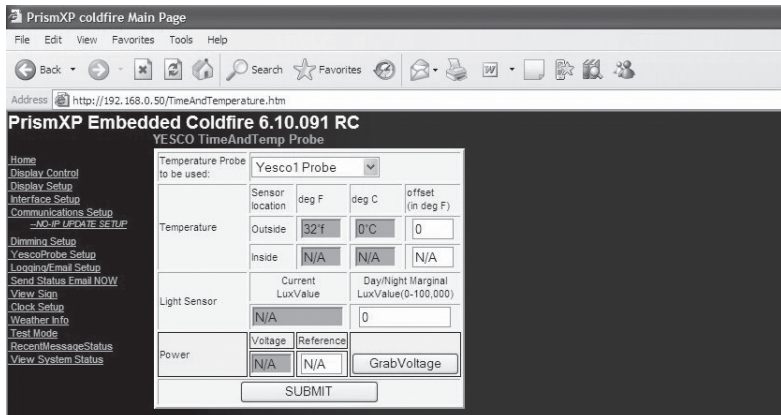 PrismXP coldfire Main Page
File Edit View Favorites Tools Help
Back Search Favorites
Address http://192.168.0.50/TimeAndTemperature.htm
PrismXP Embedded Coldfire 6.10.091 RC
YESCO TimeAndTemp Probe
Home
Display Control
Display Setup
Interface Setup
Communications Setup
--NO-IP UPDATE SETUP
Dimming Setup
YescoProbe Setup
Logging/Email Setup
Send Status Email NOW
View Sign
Clock Setup
Weather Info
Test Mode
RecentMessageStatus
View System Status
Temperature Probe to be used: Yesco1 Probe
Sensor location deg F deg C offset (in deg F)
Temperature
Outside 32°f 0°C 0
Inside N/A N/A N/A
Light Sensor
Current LuxValue Day/Night Marginal LuxValue(0-100,000)
N/A 0
Power
Voltage Reference
N/A N/A GrabVoltage
SUBMIT